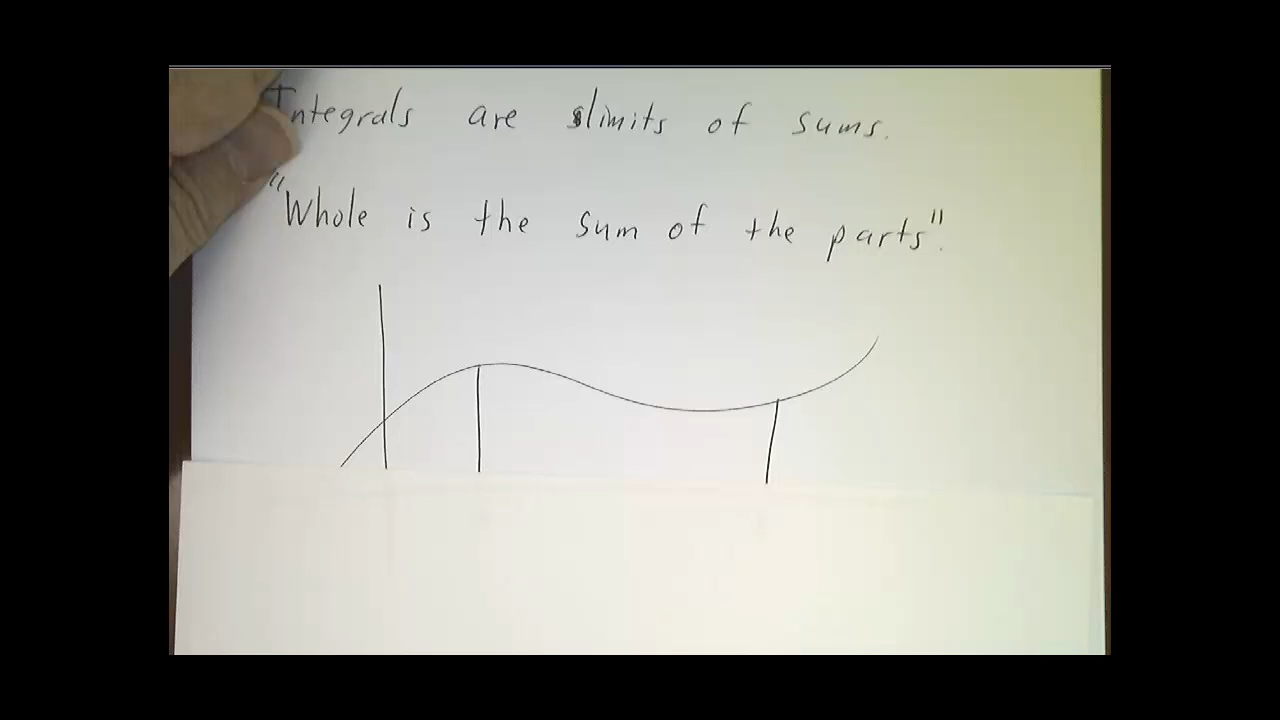 Integrals are limits of sums.
"Whole is the sum of the parts".